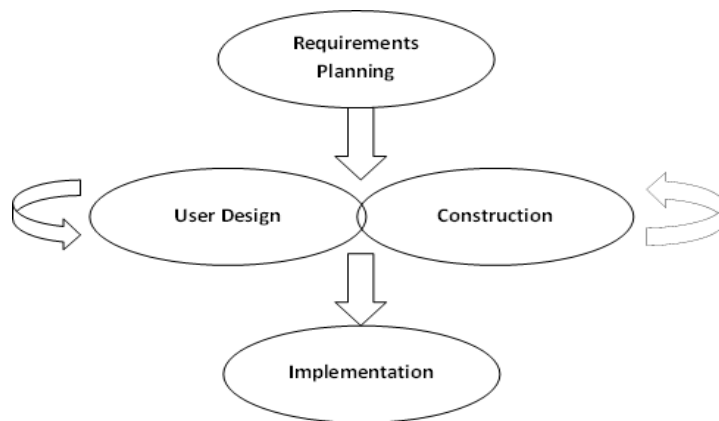 Requirements
Planning
User Design
Construction
Implementation